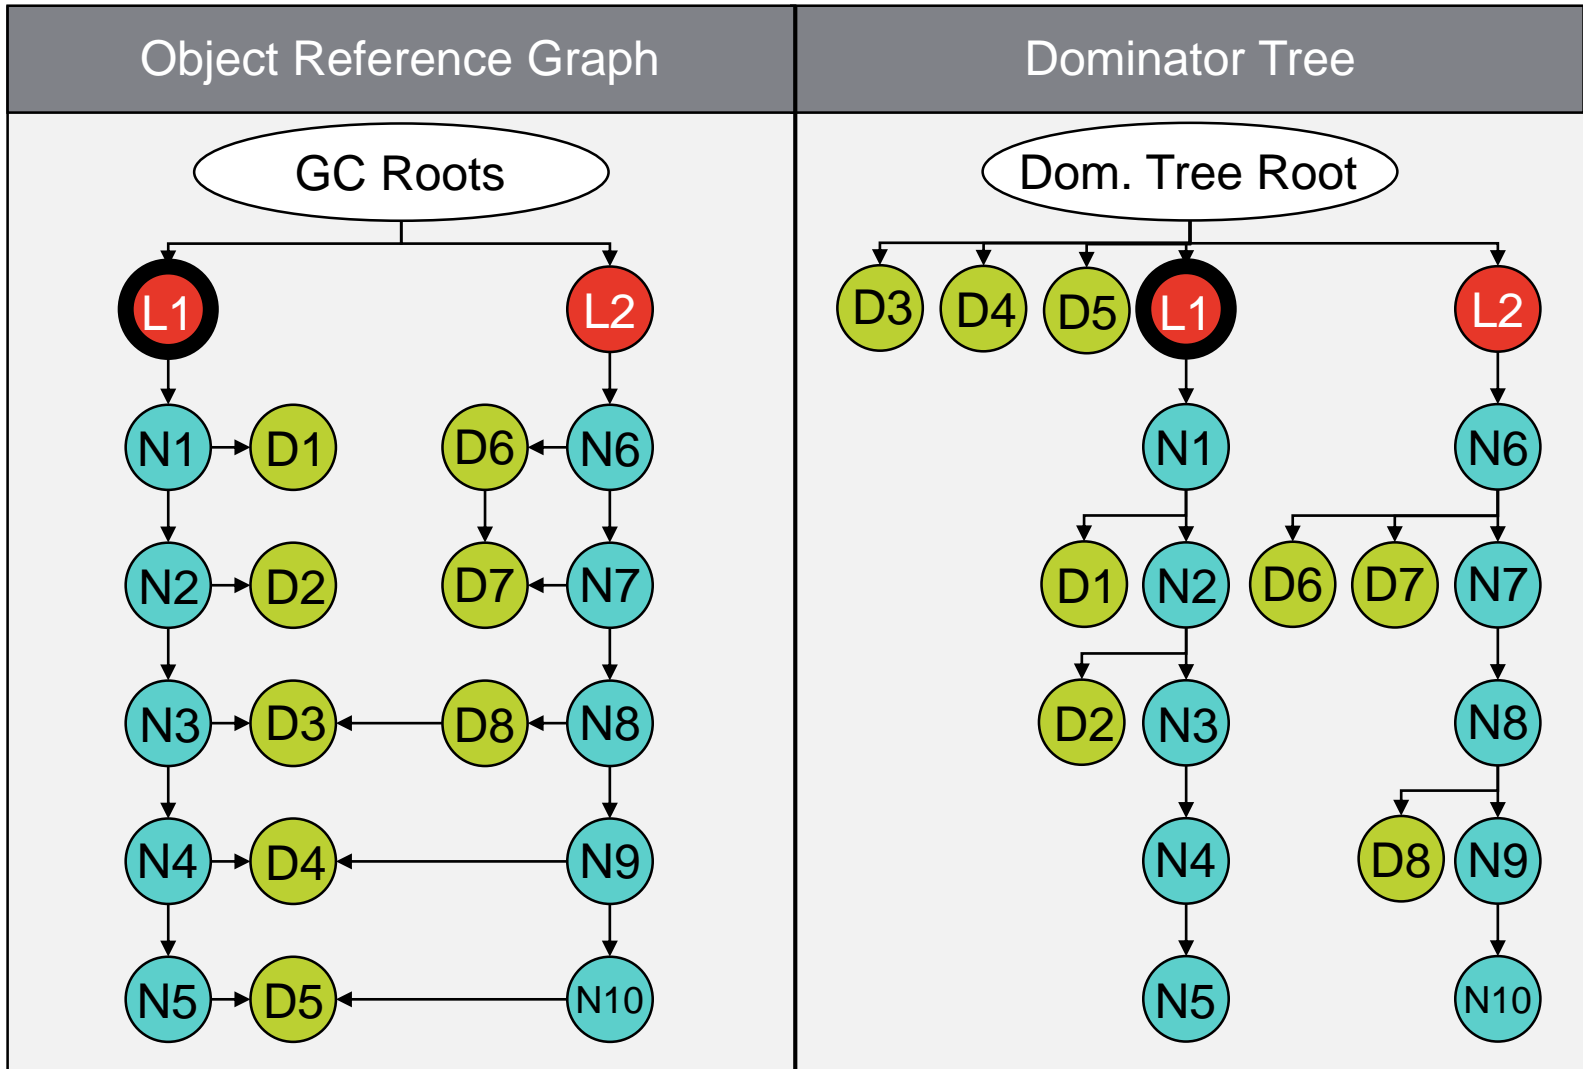 Object Reference Graph
Dominator Tree
GC Roots
L1 L2
N1 D1 D6 N6
N2 D2 D7 N7
N3 D3 D8 N8
N4 D4 N9
N5 D5 N10
Dom. Tree Root
D3 D4 D5 L1 L2
N1 N6
D1 N2 D6 D7 N7
D2 N3 N8
N4 D8 N9
N5 N10